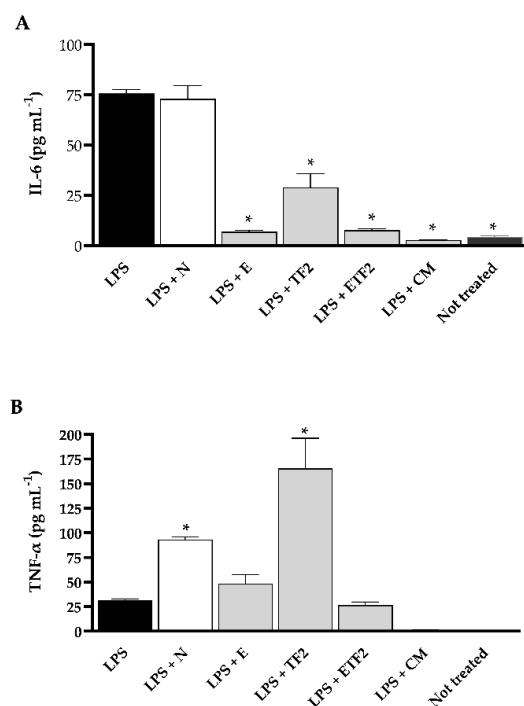 A
IL-6 (pg mL⁻¹)
100
75
50
25
0
*
*
*
*
*
LPS
LPS + N
LPS + E
LPS + TF2
LPS + ETF2
LPS + CM
Not treated
B
TNF-α (pg mL⁻¹)
200
175
150
125
100
75
50
25
0
*
*
LPS
LPS + N
LPS + E
LPS + TF2
LPS + ETF2
LPS + CM
Not treated